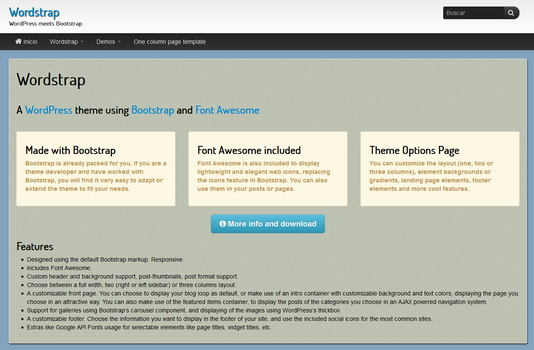 Wordstrap
WordPress meets Bootstrap
Buscar
Inicio
Wordstrap
Demos
One column page template
Wordstrap
A WordPress theme using Bootstrap and Font Awesome
Made with Bootstrap
Bootstrap is already packed for you. If you are a
theme developer and have worked with
Bootstrap, you will find it very easy to adapt or
extend the theme to fit your needs.
Font Awesome included
Font Awesome is also included to display
lightweight and elegant web icons, replacing
the icons feature in Bootstrap. You can also
use them in your posts or pages.
Theme Options Page
You can customize the layout (one, two or
three columns), element backgrounds or
gradients, landing page elements, footer
elements and more cool features.
More info and download
Features
Designed using the default Bootstrap markup. Responsive.
Includes Font Awesome.
Custom header and background support, post-thumbnails, post format support.
Choose between a full width, two (right or left sidebar) or three columns layout.
A customizable front page. You can choose to display your blog loop as default, or make use of an intro container with customizable background and text colors, displaying the page you
choose in an attractive way. You can also make use of the featured items container, to display the posts of the categories you choose in an AJAX powered navigation system.
Support for galleries using Bootstrap's carousel component, and displaying of the images using WordPress's thickbox
A customizable footer. Choose the information you want to display in the footer of your site, and use the included social icons for the most common sites.
Extras like Google API Fonts usage for selectable elements like page titles, widget titles, etc.